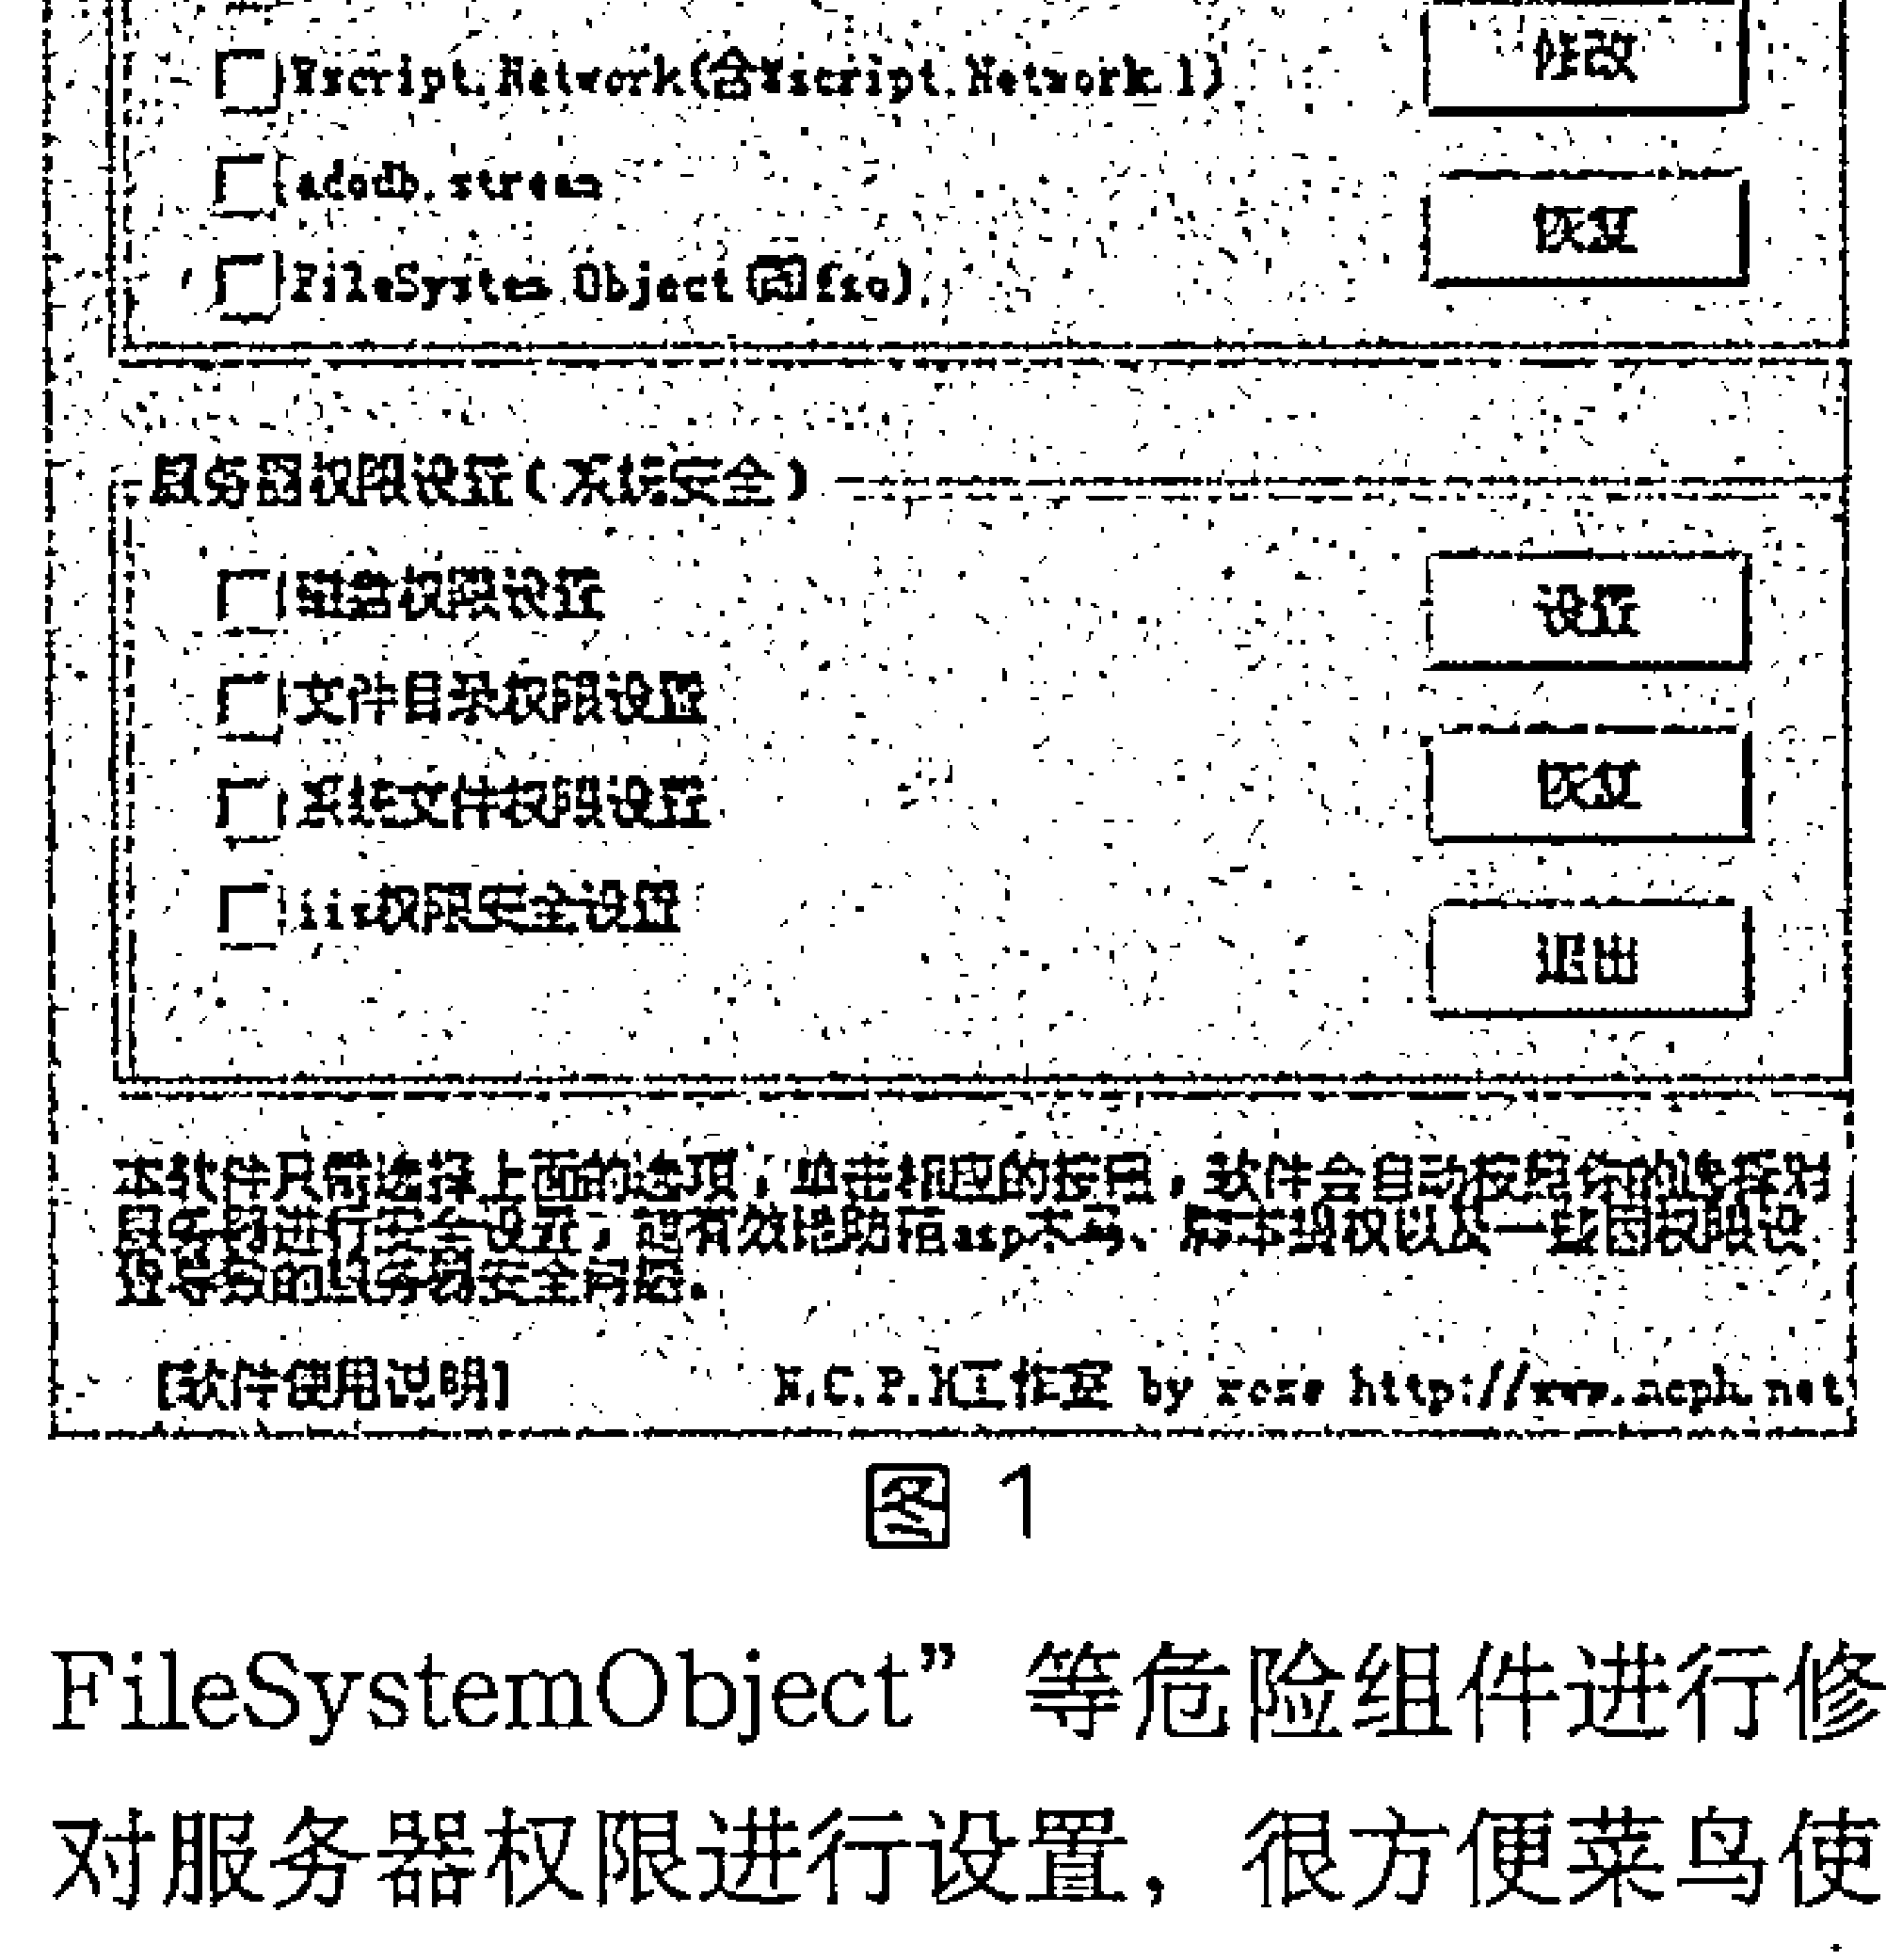 Wscript.Network(含Wscript.Network.1)
修改
adodb.stream
恢复
FileSystem.Object(即fso)
服务器权限设置(系统安全)
组合权限设置
设置
文件目录权限设置
恢复
系统文件权限设置
iis权限安全设置
退出
本软件只需选择上面的选项,单击相应的按钮,软件会自动按照你的选择对
服务器进行安全设置,能有效地防范asp木马、脚本提权以及一些因权限设
置导致的服务器安全问题。
[软件使用说明]
N.C.P.H工作室 by rose http://www.ncph.net
图 1
FileSystemObject” 等危险组件进行修
对服务器权限进行设置, 很方便菜鸟使